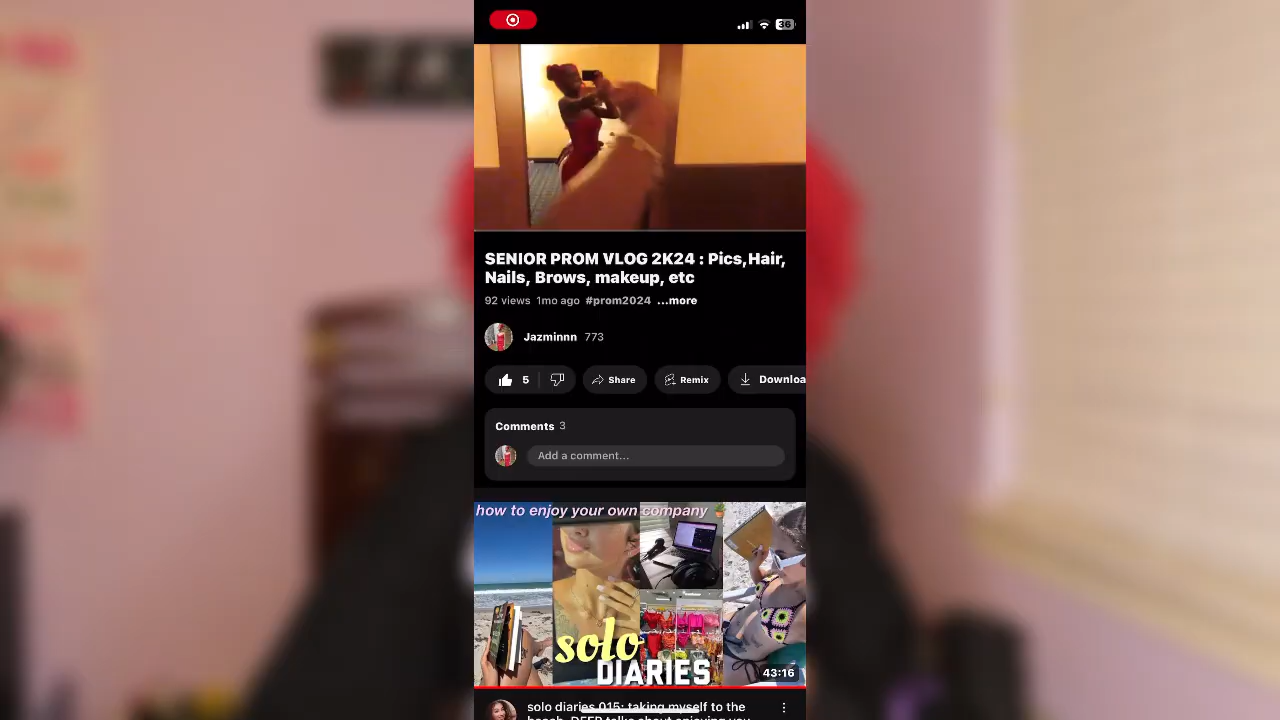 36
SENIOR PROM VLOG 2K24 : Pics,Hair,
Nails, Brows, makeup, etc
92 views 1mo ago #prom2024 ...more
Jazminnn 773
5 Share Remix Downloa
Comments 3
Add a comment...
how to enjoy your own company
solo
DIARIES
43:16
solo diaries 015: taking myself to the